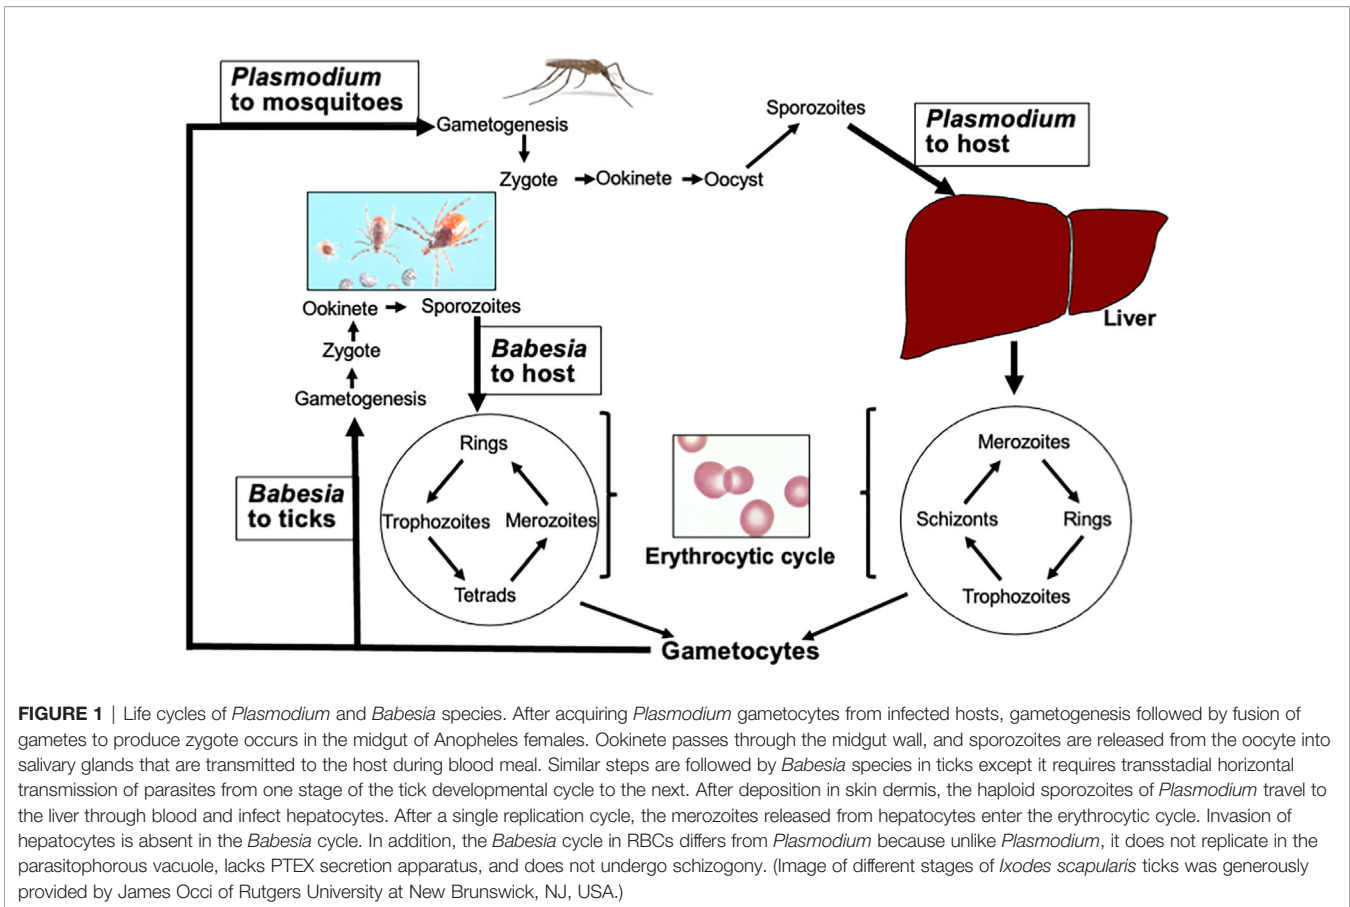 Plasmodium
to mosquitoes
Gametogenesis
Zygote
Ookinete
Oocyst
Sporozoites
Plasmodium
to host
Liver
Ookinete
Sporozoites
Zygote
Gametogenesis
Babesia
to host
Babesia
to ticks
Rings
Trophozoites
Merozoites
Tetrads
Erythrocytic cycle
Merozoites
Schizonts
Rings
Trophozoites
Gametocytes
FIGURE 1 | Life cycles of Plasmodium and Babesia species. After acquiring Plasmodium gametocytes from infected hosts, gametogenesis followed by fusion of
gametes to produce zygote occurs in the midgut of Anopheles females. Ookinete passes through the midgut wall, and sporozoites are released from the oocyte into
salivary glands that are transmitted to the host during blood meal. Similar steps are followed by Babesia species in ticks except it requires transstadial horizontal
transmission of parasites from one stage of the tick developmental cycle to the next. After deposition in skin dermis, the haploid sporozoites of Plasmodium travel to
the liver through blood and infect hepatocytes. After a single replication cycle, the merozoites released from hepatocytes enter the erythrocytic cycle. Invasion of
hepatocytes is absent in the Babesia cycle. In addition, the Babesia cycle in RBCs differs from Plasmodium because unlike Plasmodium, it does not replicate in the
parasitophorous vacuole, lacks PTEX secretion apparatus, and does not undergo schizogony. (Image of different stages of Ixodes scapularis ticks was generously
provided by James Occi of Rutgers University at New Brunswick, NJ, USA.)